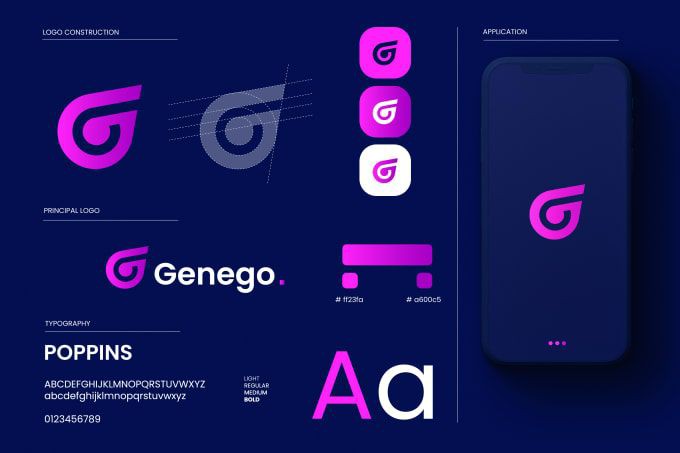 LOGO CONSTRUCTION
APPLICATION
PRINCIPAL LOGO
Genego.
# ff23fa
# a600c5
TYPOGRAPHY
POPPINS
ABCDEFGHIJKLMNOPQRSTUVWXYZ
abcdefghijklmnopqrstuvwxyz
0123456789
LIGHT
REGULAR
MEDIUM
BOLD
Aa